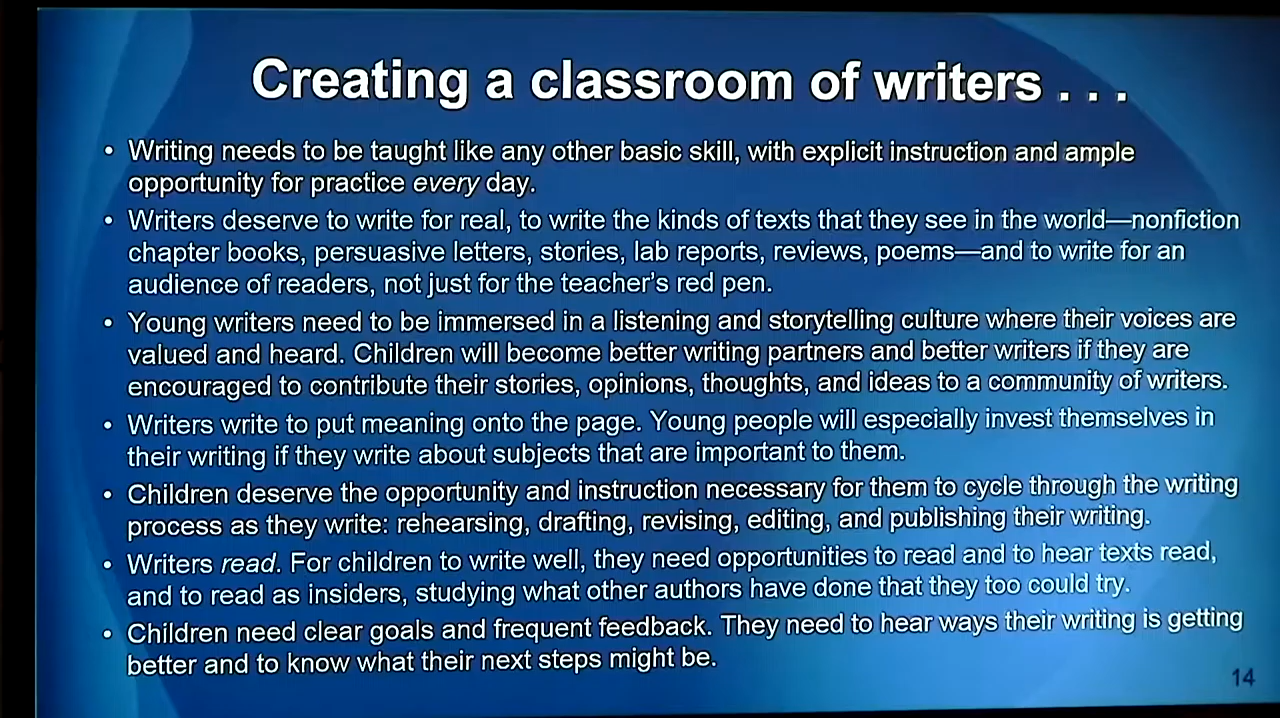 Creating a classroom of writers . . .
• Writing needs to be taught like any other basic skill, with explicit instruction and ample
opportunity for practice every day.
• Writers deserve to write for real, to write the kinds of texts that they see in the world—nonfiction
chapter books, persuasive letters, stories, lab reports, reviews, poems—and to write for an
audience of readers, not just for the teacher’s red pen.
• Young writers need to be immersed in a listening and storytelling culture where their voices are
valued and heard. Children will become better writing partners and better writers if they are
encouraged to contribute their stories, opinions, thoughts, and ideas to a community of writers.
• Writers write to put meaning onto the page. Young people will especially invest themselves in
their writing if they write about subjects that are important to them.
• Children deserve the opportunity and instruction necessary for them to cycle through the writing
process as they write: rehearsing, drafting, revising, editing, and publishing their writing.
• Writers read. For children to write well, they need opportunities to read and to hear texts read,
and to read as insiders, studying what other authors have done that they too could try.
• Children need clear goals and frequent feedback. They need to hear ways their writing is getting
better and to know what their next steps might be.
14